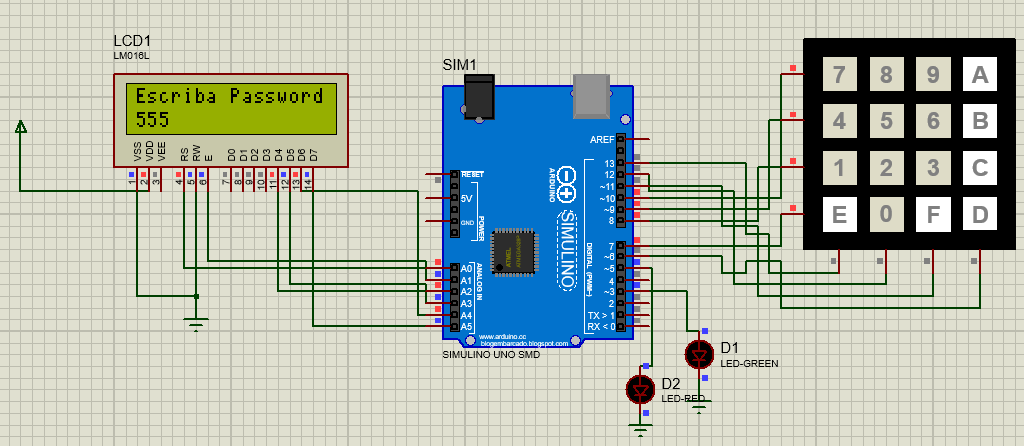 LCD1
LM016L
Escriba Password
555
VSS
VDD
VEE
RS
RW
E
D0
D1
D2
D3
D4
D5
D6
D7
1
2
3
4
5
6
7
8
9
10
11
12
13
14
SIM1
RESET
5V
GND
POWER
A0
A1
A2
A3
A4
A5
ANALOG IN
AREF
13
12
~11
~10
~9
8
7
~6
~5
4
~3
2
TX > 1
RX < 0
DIGITAL (PWM~)
ARDUINO
SIMULINO
ATMEL
www.arduino.cc
blogembarcado.blogspot.com
SIMULINO UNO SMD
7 8 9 A
4 5 6 B
1 2 3 C
E 0 F D
D1
LED-GREEN
D2
LED-RED